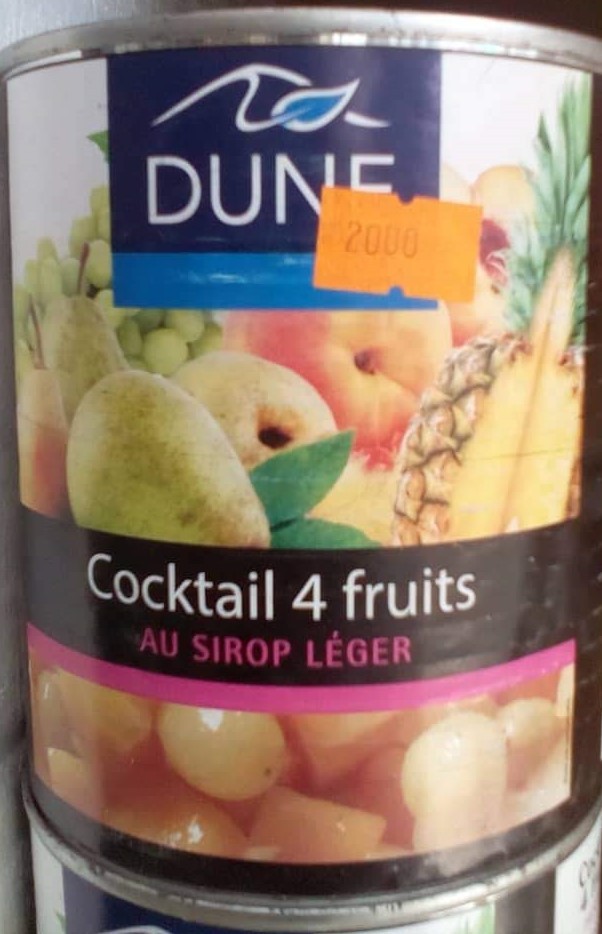 DUNE
2000
Cocktail 4 fruits
AU SIROP LÉGER